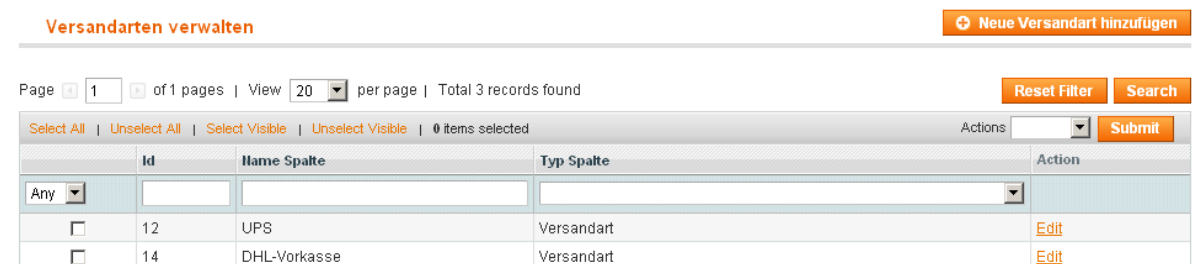 Versandarten verwalten
Neue Versandart hinzufügen
Page 1 of 1 pages | View 20 per page | Total 3 records found
Reset Filter Search
Select All | Unselect All | Select Visible | Unselect Visible | 0 items selected Actions Submit
Id Name Spalte Typ Spalte Action
Any
12 UPS Versandart Edit
14 DHL-Vorkasse Versandart Edit